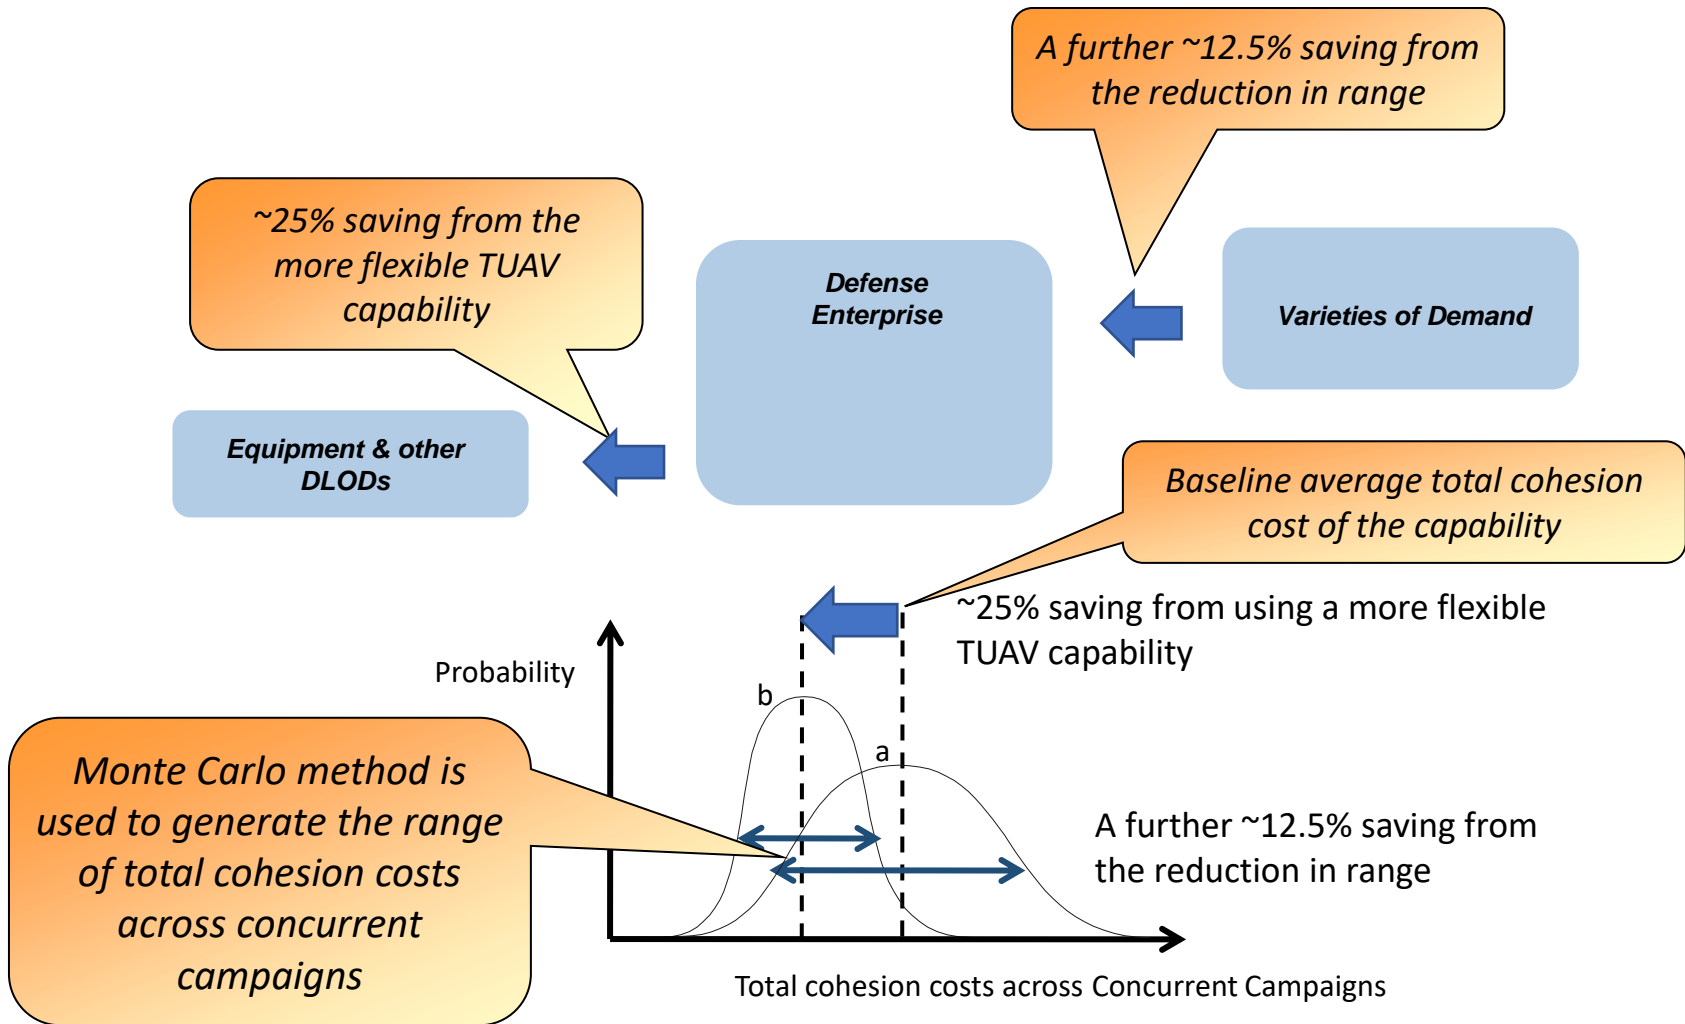 A further ~12.5% saving from
the reduction in range
~25% saving from the
more flexible TUAV
capability
Defense
Enterprise
Varieties of Demand
Equipment & other
DLODs
Baseline average total cohesion
cost of the capability
~25% saving from using a more flexible
TUAV capability
Probability
b
a
Monte Carlo method is
used to generate the range
of total cohesion costs
across concurrent
campaigns
A further ~12.5% saving from
the reduction in range
Total cohesion costs across Concurrent Campaigns